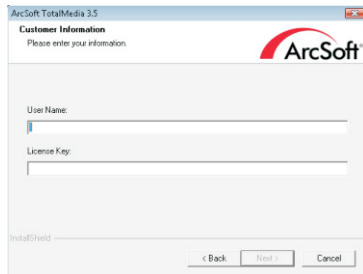 ArcSoft TotalMedia 3.5
Customer Information
Please enter your information.
ArcSoft
User Name:
License Key:
InstallShield
< Back
Next >
Cancel